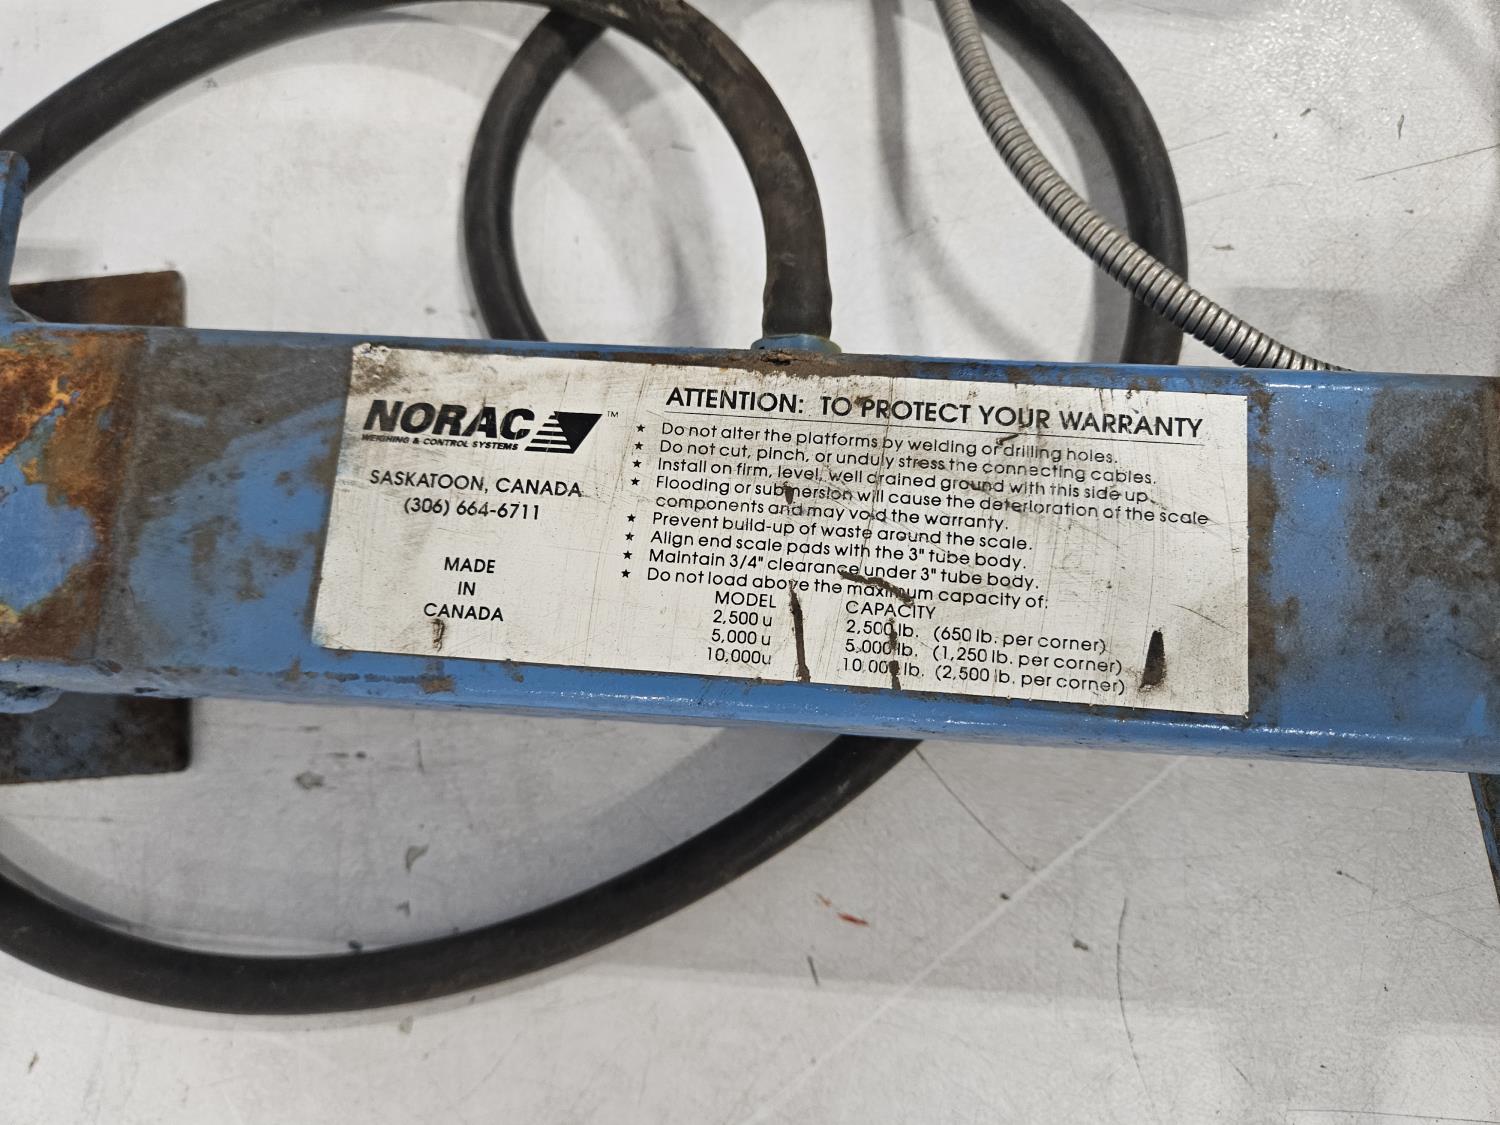 NORAC™
WEIGHING & CONTROL SYSTEMS
SASKATOON, CANADA
(306) 664-6711
MADE
IN
CANADA
ATTENTION: TO PROTECT YOUR WARRANTY
★ Do not alter the platforms by welding or drilling holes.
★ Do not cut, pinch, or unduly stress the connecting cables.
★ Install on firm, level, well drained ground with this side up.
★ Flooding or submersion will cause the deterioration of the scale
components and may void the warranty.
★ Prevent build-up of waste around the scale.
★ Align end scale pads with the 3" tube body.
★ Maintain 3/4" clearance under 3" tube body.
★ Do not load above the maximum capacity of:
MODEL CAPACITY
2,500 u 2,500 lb. (650 lb. per corner)
5,000 u 5,000 lb. (1,250 lb. per corner)
10,000u 10,000 lb. (2,500 lb. per corner)